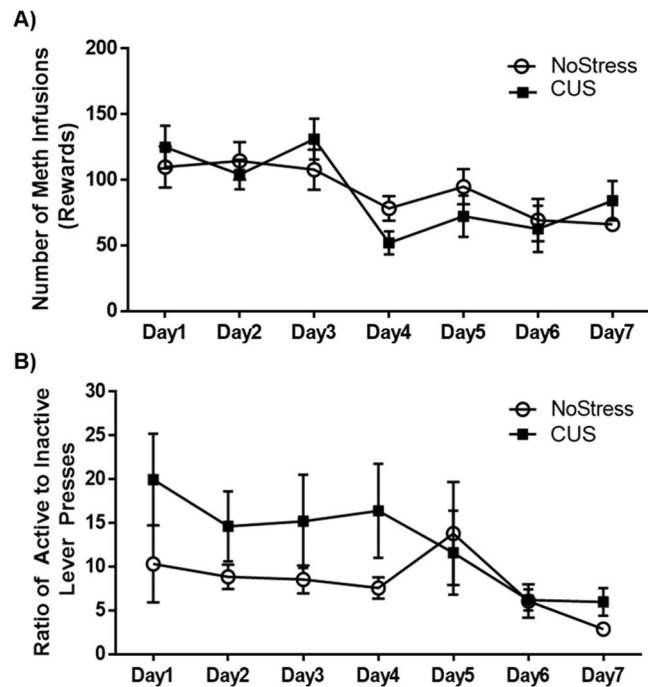 A)
Number of Meth Infusions
(Rewards)
200
150
100
50
0
NoStress
CUS
Day1 Day2 Day3 Day4 Day5 Day6 Day7
B)
Ratio of Active to Inactive
Lever Presses
30
25
20
15
10
5
0
NoStress
CUS
Day1 Day2 Day3 Day4 Day5 Day6 Day7